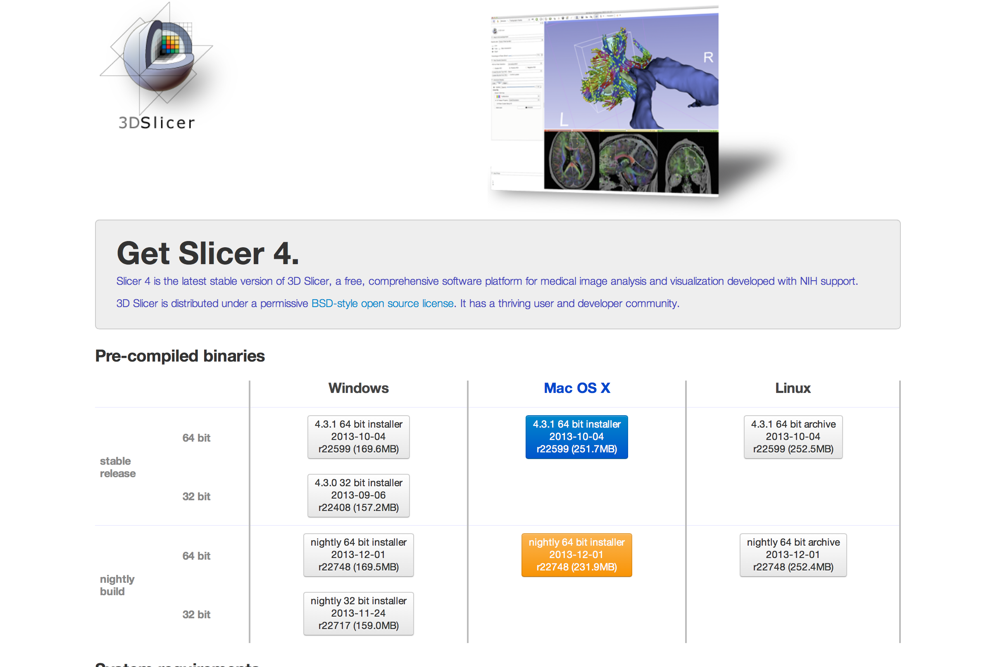 3DSlicer
R
L
Get Slicer 4.
Slicer 4 is the latest stable version of 3D Slicer, a free, comprehensive software platform for medical image analysis and visualization developed with NIH support.
3D Slicer is distributed under a permissive BSD-style open source license. It has a thriving user and developer community.
Pre-compiled binaries
Windows
Mac OS X
Linux
stable
release
64 bit
4.3.1 64 bit installer
2013-10-04
r22599 (169.6MB)
4.3.1 64 bit installer
2013-10-04
r22599 (251.7MB)
4.3.1 64 bit archive
2013-10-04
r22599 (252.5MB)
32 bit
4.3.0 32 bit installer
2013-09-06
r22408 (157.2MB)
nightly
build
64 bit
nightly 64 bit installer
2013-12-01
r22748 (169.5MB)
nightly 64 bit installer
2013-12-01
r22748 (231.9MB)
nightly 64 bit archive
2013-12-01
r22748 (252.4MB)
32 bit
nightly 32 bit installer
2013-11-24
r22717 (159.0MB)
System requirements